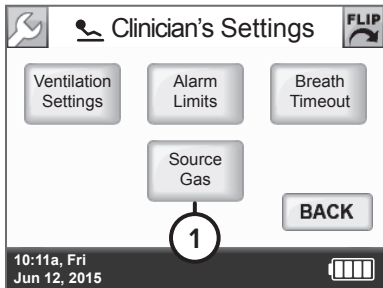 Clinician's Settings
FLIP
Ventilation
Settings
Alarm
Limits
Breath
Timeout
Source
Gas
BACK
1
10:11a, Fri
Jun 12, 2015